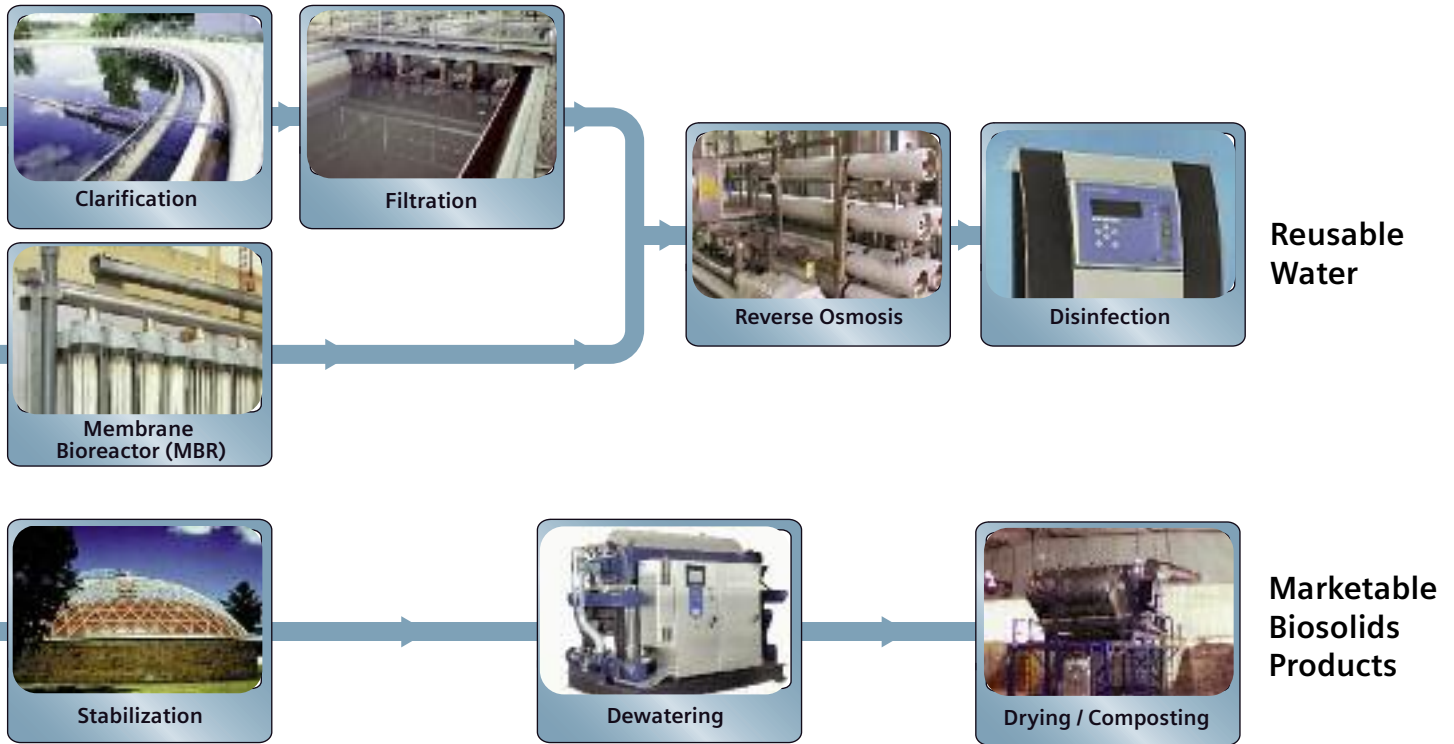 Clarification
Filtration
Reverse Osmosis
Disinfection
Reusable
Water
Membrane
Bioreactor (MBR)
Stabilization
Dewatering
Drying / Composting
Marketable
Biosolids
Products